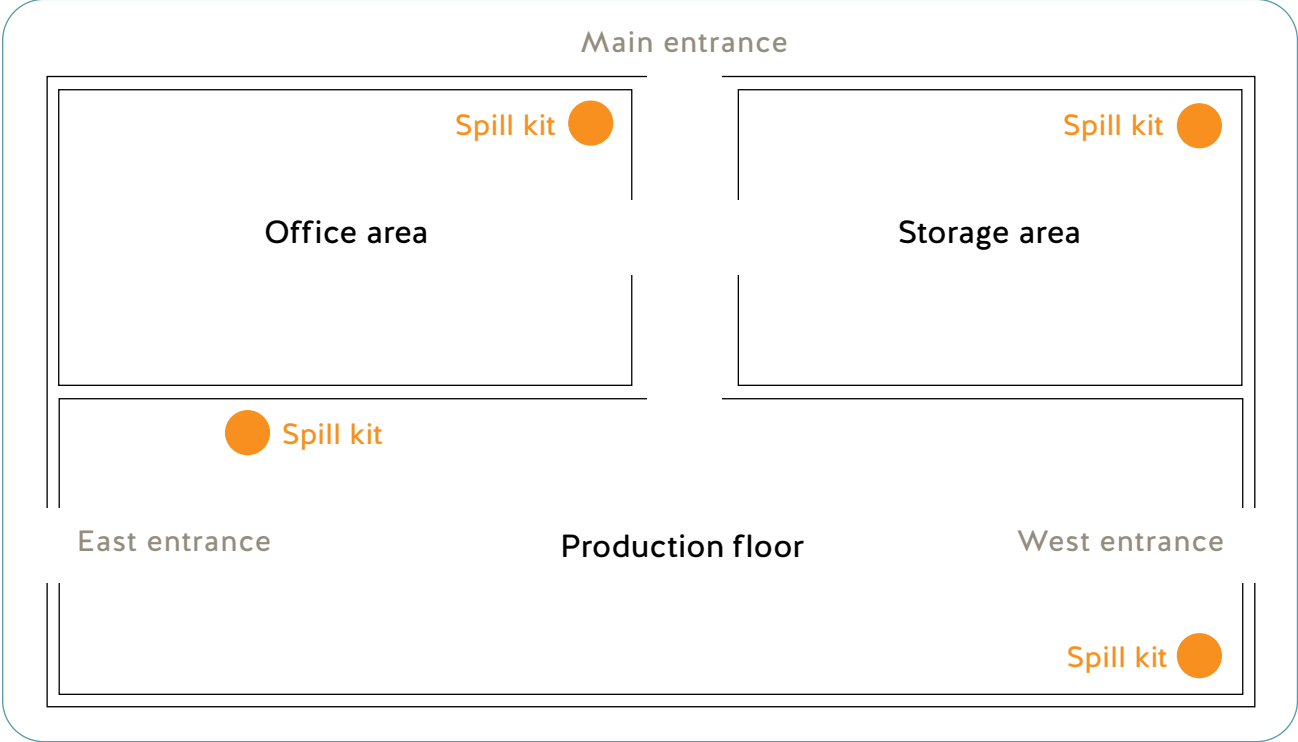 Main entrance
Spill kit
Spill kit
Office area
Storage area
Spill kit
East entrance
Production floor
West entrance
Spill kit